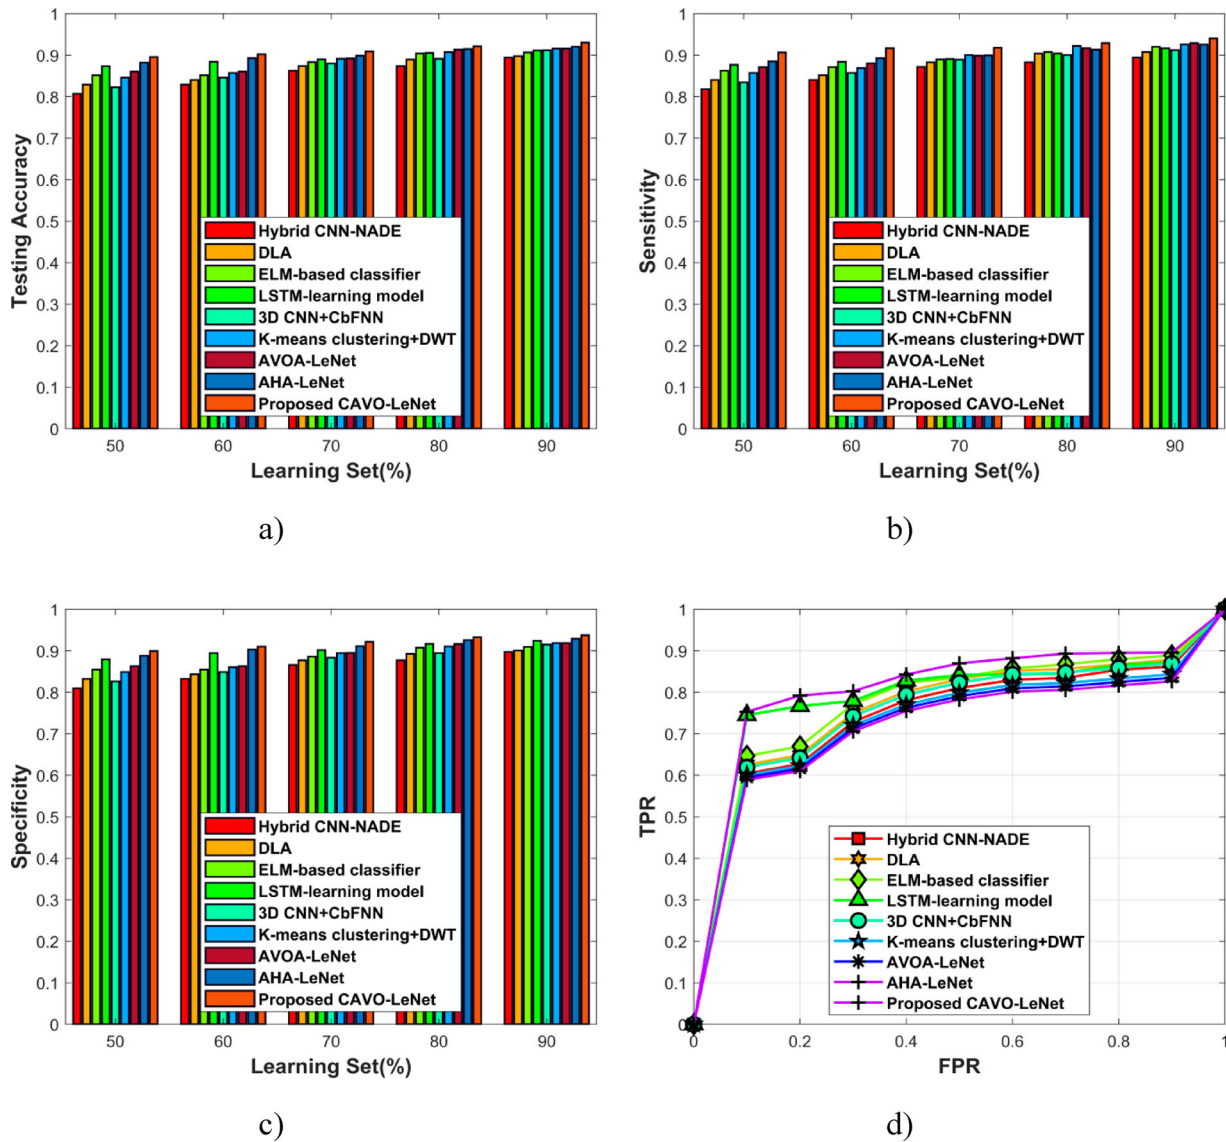 1
0.9
0.8
0.7
0.6
0.5
0.4
0.3
0.2
0.1
0
Testing Accuracy
Hybrid CNN-NADE
DLA
ELM-based classifier
LSTM-learning model
3D CNN+CbFNN
K-means clustering+DWT
AVOA-LeNet
AHA-LeNet
Proposed CAVO-LeNet
50 60 70 80 90
Learning Set(%)
a)
1
0.9
0.8
0.7
0.6
0.5
0.4
0.3
0.2
0.1
0
Sensitivity
Hybrid CNN-NADE
DLA
ELM-based classifier
LSTM-learning model
3D CNN+CbFNN
K-means clustering+DWT
AVOA-LeNet
AHA-LeNet
Proposed CAVO-LeNet
50 60 70 80 90
Learning Set(%)
b)
1
0.9
0.8
0.7
0.6
0.5
0.4
0.3
0.2
0.1
0
Specificity
Hybrid CNN-NADE
DLA
ELM-based classifier
LSTM-learning model
3D CNN+CbFNN
K-means clustering+DWT
AVOA-LeNet
AHA-LeNet
Proposed CAVO-LeNet
50 60 70 80 90
Learning Set(%)
c)
1
0.9
0.8
0.7
0.6
0.5
0.4
0.3
0.2
0.1
0
TPR
Hybrid CNN-NADE
DLA
ELM-based classifier
LSTM-learning model
3D CNN+CbFNN
K-means clustering+DWT
AVOA-LeNet
AHA-LeNet
Proposed CAVO-LeNet
0 0.2 0.4 0.6 0.8 1
FPR
d)